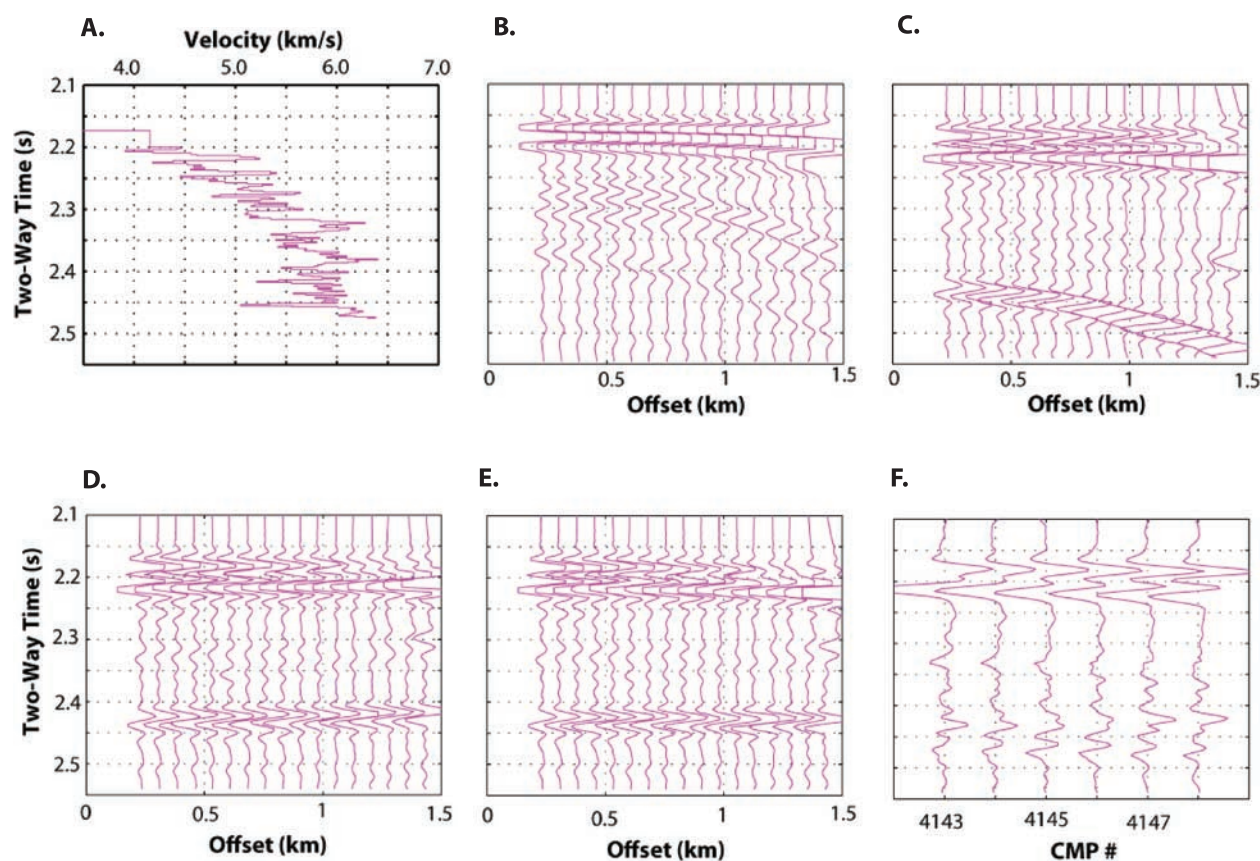 A.
Velocity (km/s)
4.0 5.0 6.0 7.0
Two-Way Time (s)
2.1
2.2
2.3
2.4
2.5
B.
0 0.5 1 1.5
Offset (km)
C.
0 0.5 1 1.5
Offset (km)
D.
Two-Way Time (s)
2.1
2.2
2.3
2.4
2.5
0 0.5 1 1.5
Offset (km)
E.
0 0.5 1 1.5
Offset (km)
F.
4143 4145 4147
CMP #